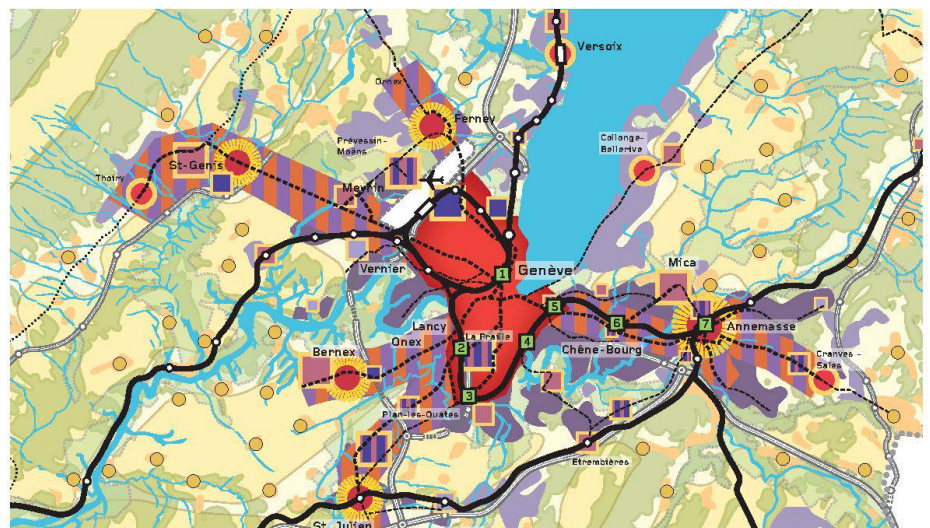 Versoix
Ornex
Ferney
Prévessin-
Moëns
Collonge-
Bellerive
St-Genis
Thoiry
Meyrin
Vernier
1
Genève
Mica
5
6
7
Annemasse
Lancy
Onex
La Praille
2
4
Chêne-Bourg
Bernex
Cranves -
Sales
3
Plan-les-Ouates
Etrembières
St Julien